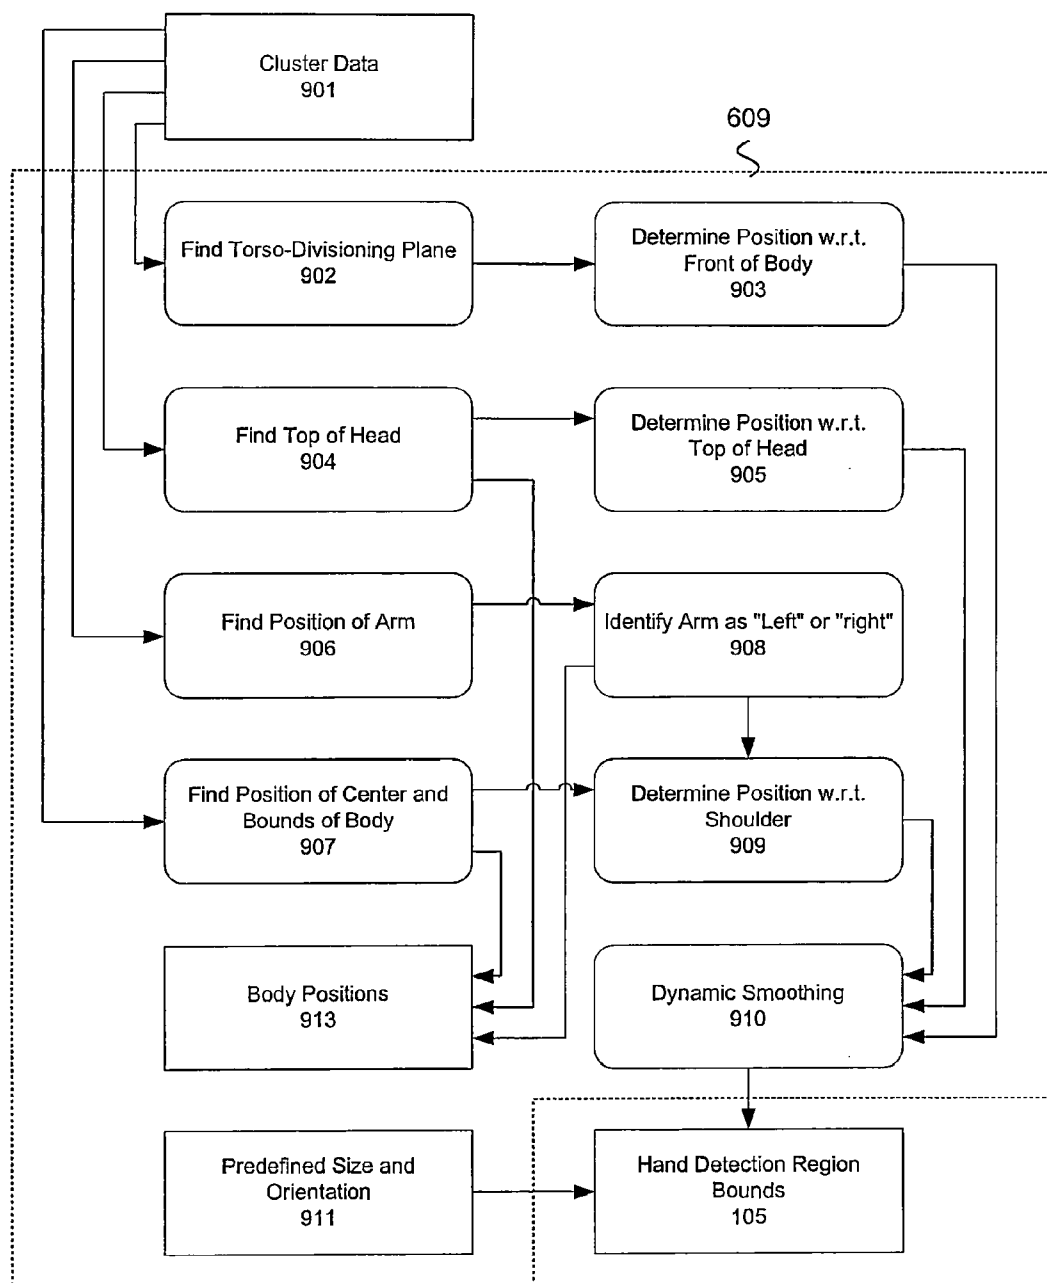 Cluster Data
901
609
Find Torso-Divisioning Plane
902
Determine Position w.r.t.
Front of Body
903
Find Top of Head
904
Determine Position w.r.t.
Top of Head
905
Find Position of Arm
906
Identify Arm as "Left" or "right"
908
Find Position of Center and
Bounds of Body
907
Determine Position w.r.t.
Shoulder
909
Body Positions
913
Dynamic Smoothing
910
Predefined Size and
Orientation
911
Hand Detection Region
Bounds
105